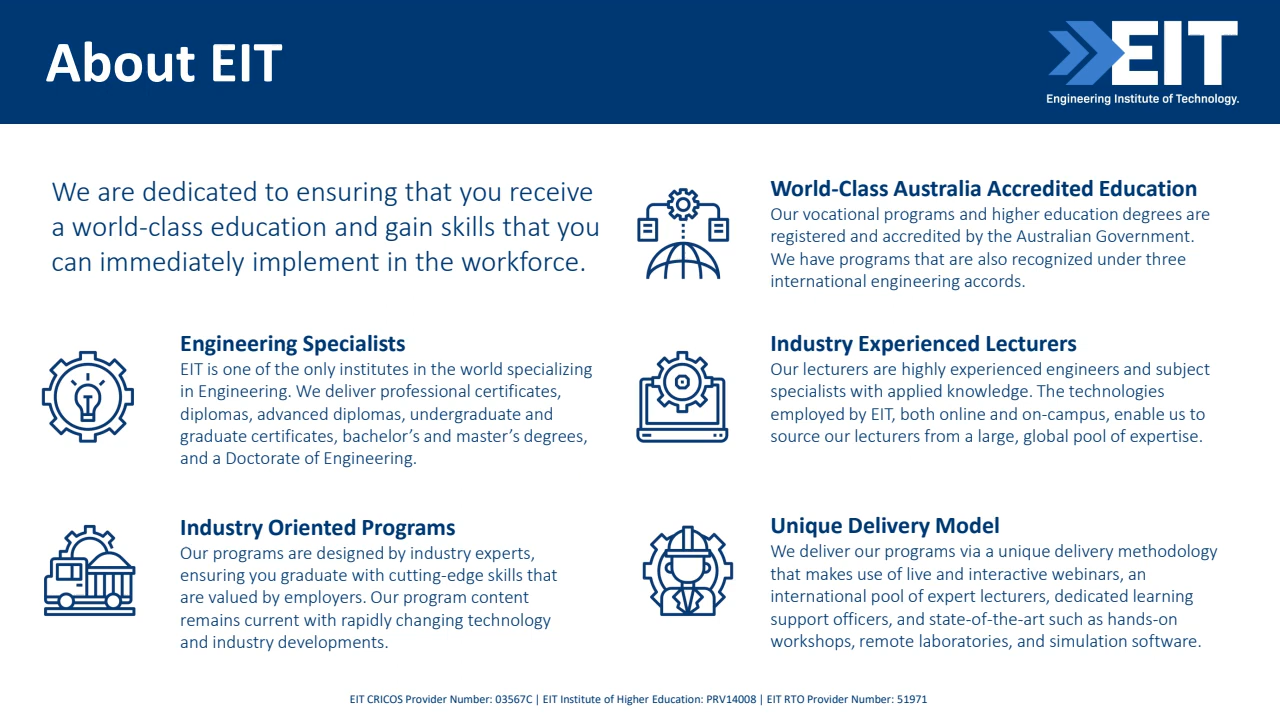 About EIT
EIT
Engineering Institute of Technology.
We are dedicated to ensuring that you receive
a world-class education and gain skills that you
can immediately implement in the workforce.
World-Class Australia Accredited Education
Our vocational programs and higher education degrees are
registered and accredited by the Australian Government.
We have programs that are also recognized under three
international engineering accords.
Engineering Specialists
EIT is one of the only institutes in the world specializing
in Engineering. We deliver professional certificates,
diplomas, advanced diplomas, undergraduate and
graduate certificates, bachelor’s and master’s degrees,
and a Doctorate of Engineering.
Industry Experienced Lecturers
Our lecturers are highly experienced engineers and subject
specialists with applied knowledge. The technologies
employed by EIT, both online and on-campus, enable us to
source our lecturers from a large, global pool of expertise.
Industry Oriented Programs
Our programs are designed by industry experts,
ensuring you graduate with cutting-edge skills that
are valued by employers. Our program content
remains current with rapidly changing technology
and industry developments.
Unique Delivery Model
We deliver our programs via a unique delivery methodology
that makes use of live and interactive webinars, an
international pool of expert lecturers, dedicated learning
support officers, and state-of-the-art such as hands-on
workshops, remote laboratories, and simulation software.
EIT CRICOS Provider Number: 03567C | EIT Institute of Higher Education: PRV14008 | EIT RTO Provider Number: 51971